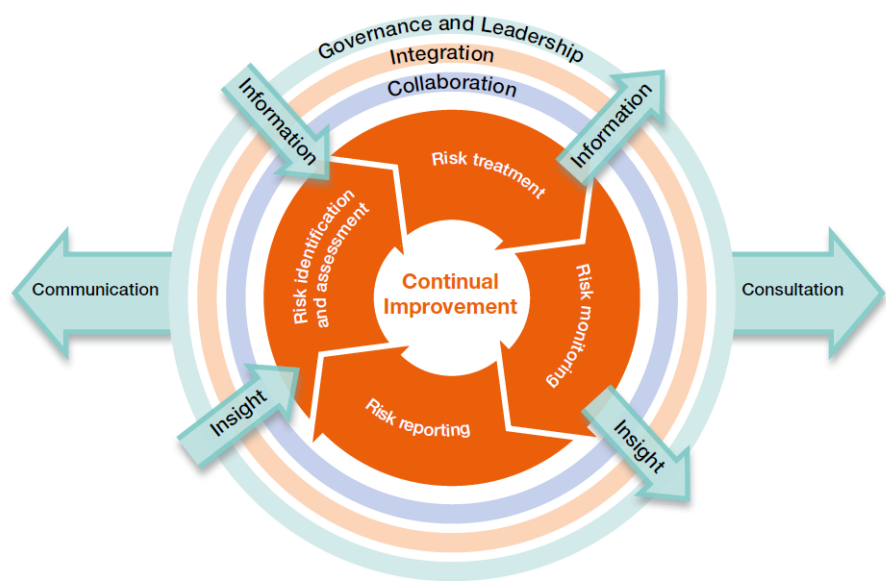 Governance and Leadership
Integration
Collaboration
Information
Information
Risk treatment
Risk identification
and assessment
Continual
Improvement
Risk monitoring
Communication
Consultation
Insight
Risk reporting
Insight